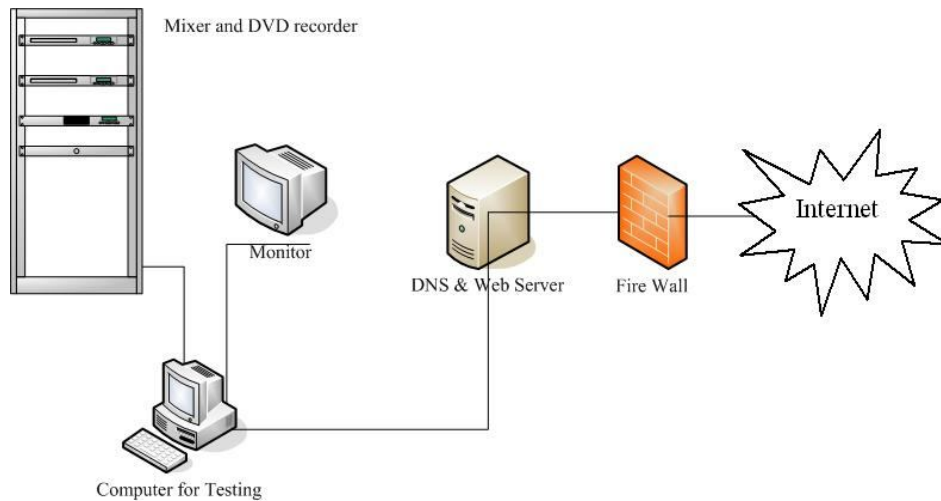 Mixer and DVD recorder
Monitor
DNS & Web Server
Fire Wall
Internet
Computer for Testing